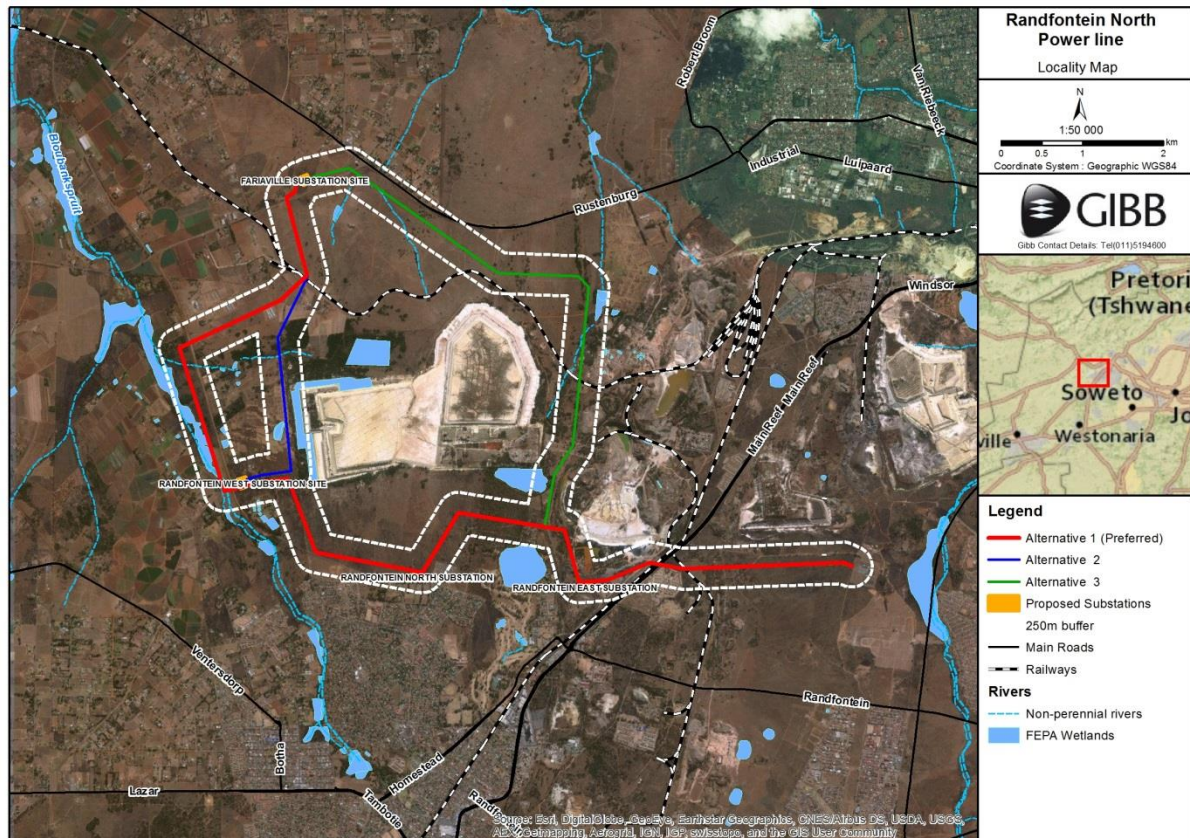 Randfontein North
Power line
Locality Map
N
1:50 000
km
0 0.5 1 2
Coordinate System : Geographic WGS84
GIBB
Gibb Contact Details: Tel(011)5194600
Pretori
(Tshwane
Soweto
Jo
ville
Westonaria
Legend
Alternative 1 (Preferred)
Alternative 2
Alternative 3
Proposed Substations
250m buffer
Main Roads
Railways
Rivers
Non-perennial rivers
FEPA Wetlands
Robert Broom
Van Riebeeck
Bloubankspruit
Industrial
Luipaard
FARIAVILLE SUBSTATION SITE
Rustenburg
Windsor
Main Reef
Main Reef
RANDFONTEIN WEST SUBSTATION SITE
RANDFONTEIN NORTH SUBSTATION
RANDFONTEIN EAST SUBSTATION
Ventersdorp
Randfontein
Botha
Homestead
Lazar
Tambotie
Source: Esri, DigitalGlobe, GeoEye, Earthstar Geographics, CNES/Airbus DS, USDA, USGS,
AEX, Getmapping, Aerogrid, IGN, IGP, swisstopo, and the GIS User Community